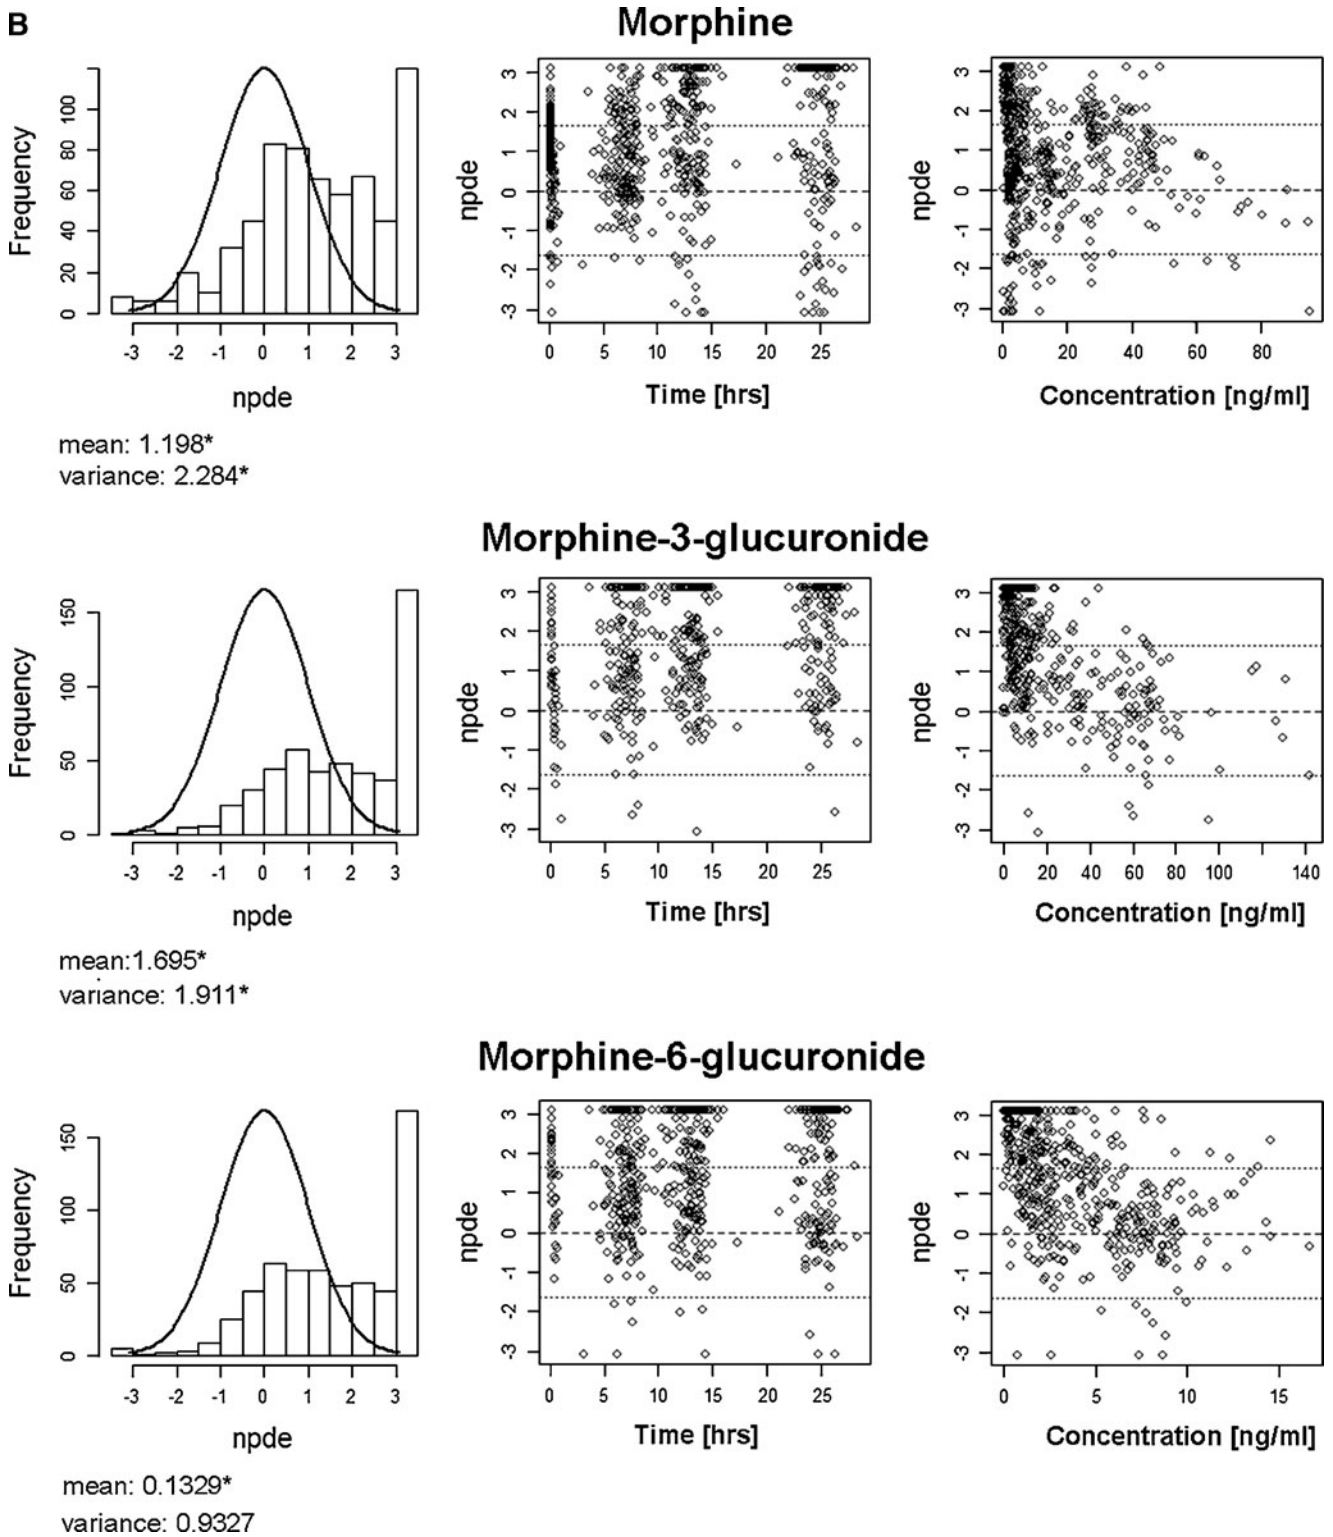 B
Morphine
Frequency
0 20 40 60 80 100
-3 -2 -1 0 1 2 3
npde
npde
-3 -2 -1 0 1 2 3
0 5 10 15 20 25
Time [hrs]
npde
-3 -2 -1 0 1 2 3
0 20 40 60 80
Concentration [ng/ml]
mean: 1.198*
variance: 2.284*
Morphine-3-glucuronide
Frequency
0 50 100 150
-3 -2 -1 0 1 2 3
npde
npde
-3 -2 -1 0 1 2 3
0 5 10 15 20 25
Time [hrs]
npde
-3 -2 -1 0 1 2 3
0 20 40 60 80 100 140
Concentration [ng/ml]
mean:1.695*
variance: 1.911*
Morphine-6-glucuronide
Frequency
0 50 100 150
-3 -2 -1 0 1 2 3
npde
npde
-3 -2 -1 0 1 2 3
0 5 10 15 20 25
Time [hrs]
npde
-3 -2 -1 0 1 2 3
0 5 10 15
Concentration [ng/ml]
mean: 0.1329*
variance: 0.9327